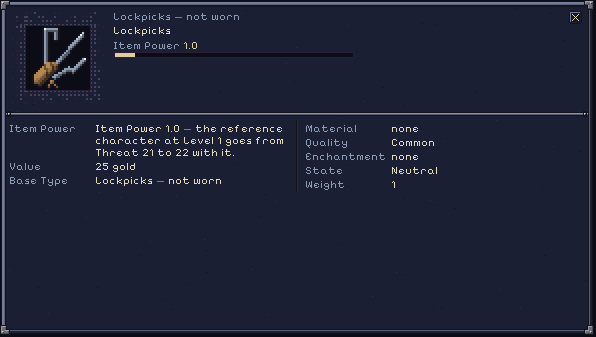 Lockpicks — not worn
Lockpicks
Item Power 1.0
Item Power Item Power 1.0 — the reference
character at Level 1 goes from
Threat 21 to 22 with it.
Value 25 gold
Base Type Lockpicks — not worn
Material none
Quality Common
Enchantment none
State Neutral
Weight 1